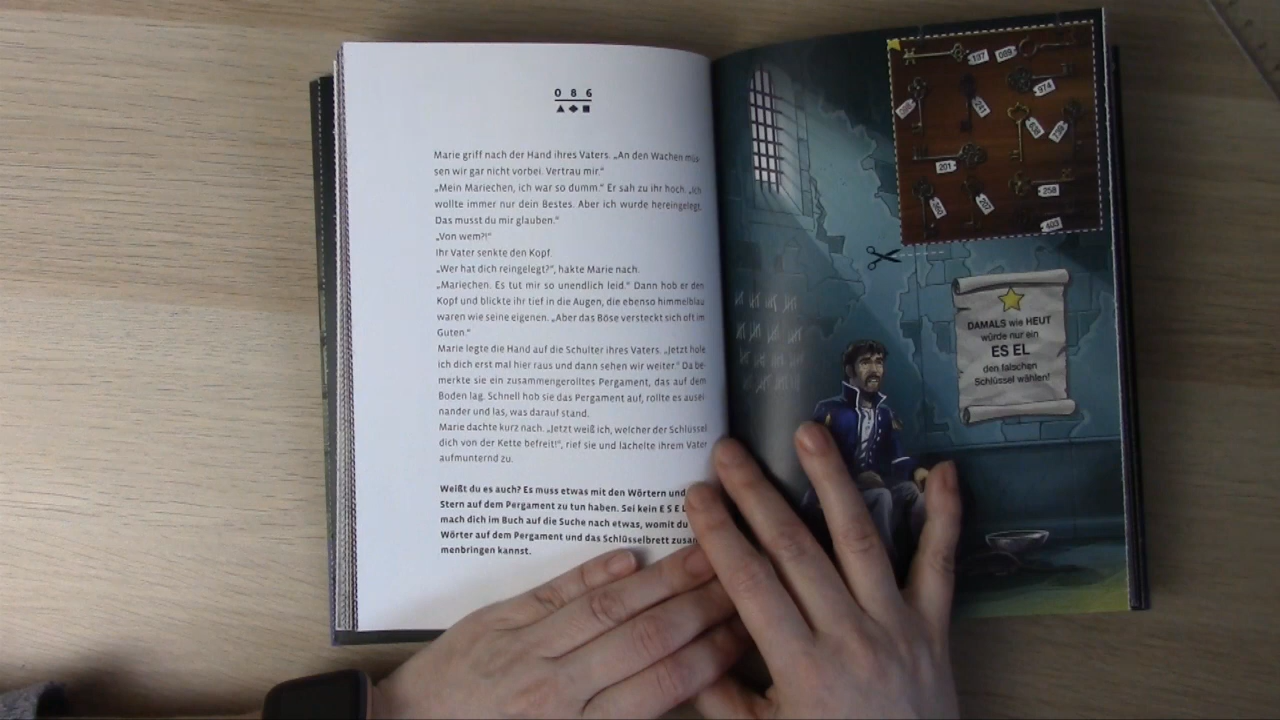 086
Marie griff nach der Hand ihres Vaters. „An den Wachen müs-
sen wir gar nicht vorbei. Vertrau mir.“
„Mein Mariechen, ich war so dumm.“ Er sah zu ihr hoch. „Ich
wollte immer nur dein Bestes. Aber ich wurde hereingelegt.
Das musst du mir glauben.“
„Von wem?!“
Ihr Vater senkte den Kopf.
„Wer hat dich reingelegt?“, hakte Marie nach.
„Mariechen. Es tut mir so unendlich leid.“ Dann hob er den
Kopf und blickte ihr tief in die Augen, die ebenso himmelblau
waren wie seine eigenen. „Aber das Böse versteckt sich oft im
Guten.“
Marie legte die Hand auf die Schulter ihres Vaters. „Jetzt hole
ich dich erst mal hier raus und dann sehen wir weiter.“ Da be-
merkte sie ein zusammengerolltes Pergament, das auf dem
Boden lag. Schnell hob sie das Pergament auf, rollte es ausei-
nander und las, was darauf stand.
Marie dachte kurz nach. „Jetzt weiß ich, welcher der Schlüssel
dich von der Kette befreit!“, rief sie und lächelte ihrem Vater
aufmunternd zu.
Weißt du es auch? Es muss etwas mit den Wörtern und
Stern auf dem Pergament zu tun haben. Sei kein E S E L
mach dich im Buch auf die Suche nach etwas, womit du
Wörter auf dem Pergament und das Schlüsselbrett zusam-
menbringen kannst.
137
089
974
241
201
258
207
403
DAMALS wie HEUT
würde nur ein
ES EL
den falschen
Schlüssel wählen!